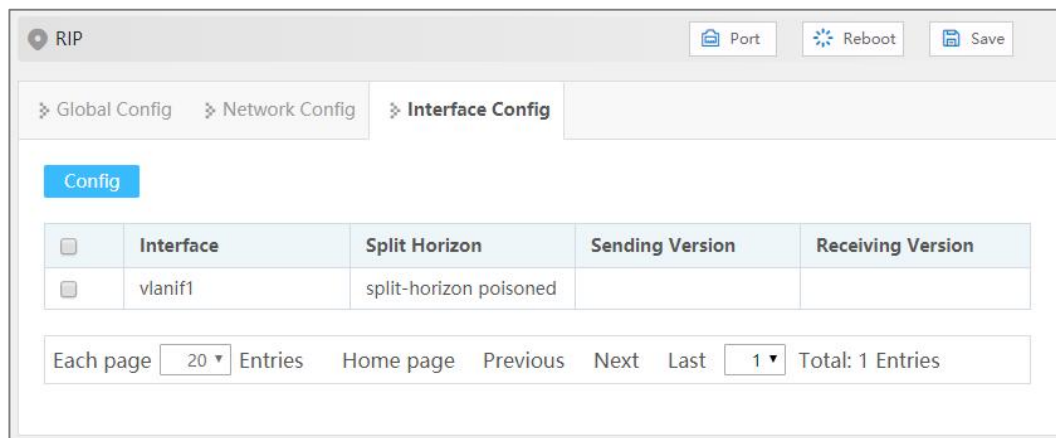 RIP Port Reboot Save
Global Config Network Config Interface Config
Config
Interface Split Horizon Sending Version Receiving Version
vlanif1 split-horizon poisoned
Each page 20 Entries Home page Previous Next Last 1 Total: 1 Entries